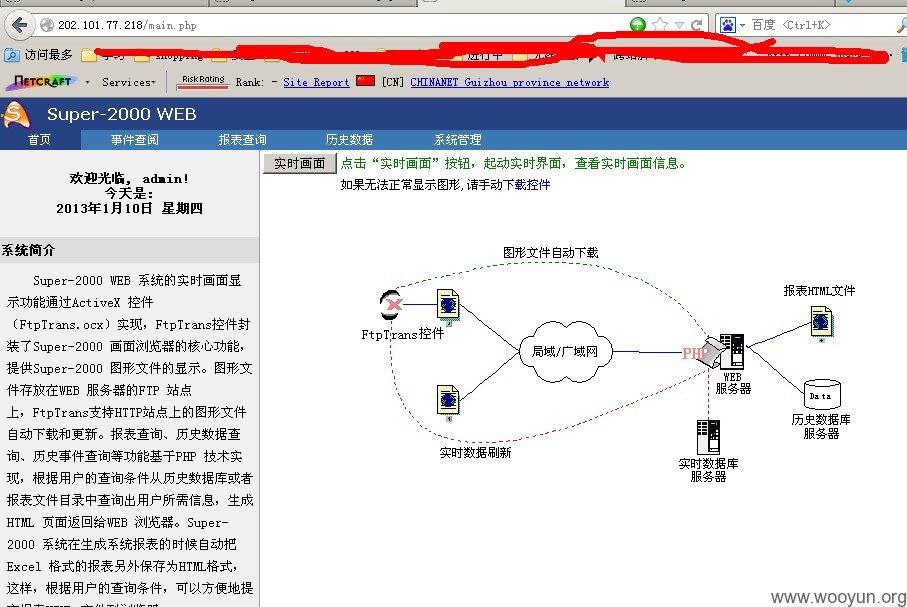 202.101.77.218/main.php
百度 <Ctrl+K>
访问最多
NETCRAFT Services Risk Rating Rank: - Site Report [CN] CHINANET Guizhou province network
Super-2000 WEB
首页 事件查阅 报表查询 历史数据 系统管理
欢迎光临, admin!
今天是:
2013年1月10日 星期四
系统简介
Super-2000 WEB 系统的实时画面显
示功能通过ActiveX 控件
（FtpTrans.ocx）实现，FtpTrans控件封
装了Super-2000 画面浏览器的核心功能，
提供Super-2000 图形文件的显示。图形文
件存放在WEB 服务器的FTP 站点
上，FtpTrans支持HTTP站点上的图形文件
自动下载和更新。报表查询、历史数据查
询、历史事件查询等功能基于PHP 技术实
现，根据用户的查询条件从历史数据库或者
报表文件目录中查询出用户所需信息，生成
HTML 页面返回给WEB 浏览器。Super-
2000 系统在生成系统报表的时候自动把
Excel 格式的报表另外保存为HTML格式，
这样，根据用户的查询条件，可以方便地提
实时画面 点击“实时画面”按钮，起动实时界面，查看实时画面信息。
如果无法正常显示图形,请手动下载控件
图形文件自动下载
报表HTML文件
FtpTrans控件
局域/广域网
PHP
WEB
服务器
Data
历史数据库
服务器
实时数据刷新
实时数据库
服务器
www.wooyun.org